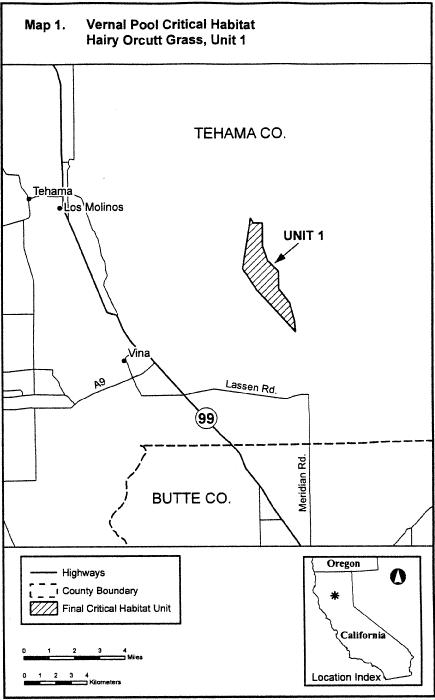 Map 1. Vernal Pool Critical Habitat
Hairy Orcutt Grass, Unit 1
TEHAMA CO.
Tehama
Los Molinos
UNIT 1
Vina
A9
Lassen Rd.
99
Meridian Rd.
BUTTE CO.
Highways
County Boundary
Final Critical Habitat Unit
0 1 2 3 4
Miles
0 1 2 3 4
Kilometers
Oregon
California
Location Index